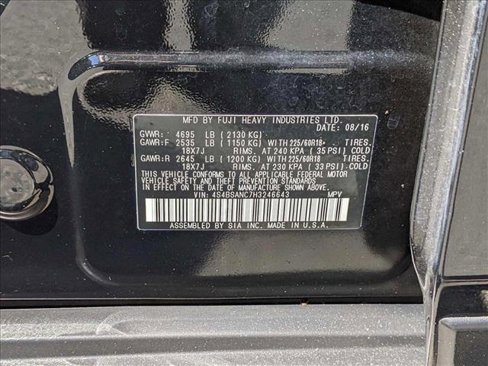 MFD BY FUJI HEAVY INDUSTRIES LTD.
DATE: 08/16
GVWR: 4695 LB (2130 KG)
GAWR:F 2535 LB (1150 KG) WITH 225/60R18 TIRES.
18X7J RIMS. AT 240 KPA (35 PSI) COLD
GAWR:R 2645 LB (1200 KG) WITH 225/60R18 TIRES.
18X7J RIMS. AT 230 KPA (33 PSI) COLD
THIS VEHICLE CONFORMS TO ALL APPLICABLE
FEDERAL MOTOR VEHICLE SAFETY AND THEFT PREVENTION
STANDARDS IN EFFECT ON THE DATE OF MANUFACTURE SHOWN ABOVE.
VIN: 4S4BSANC7H3246643 MPV
ASSEMBLED BY SIA INC. MADE IN U.S.A.